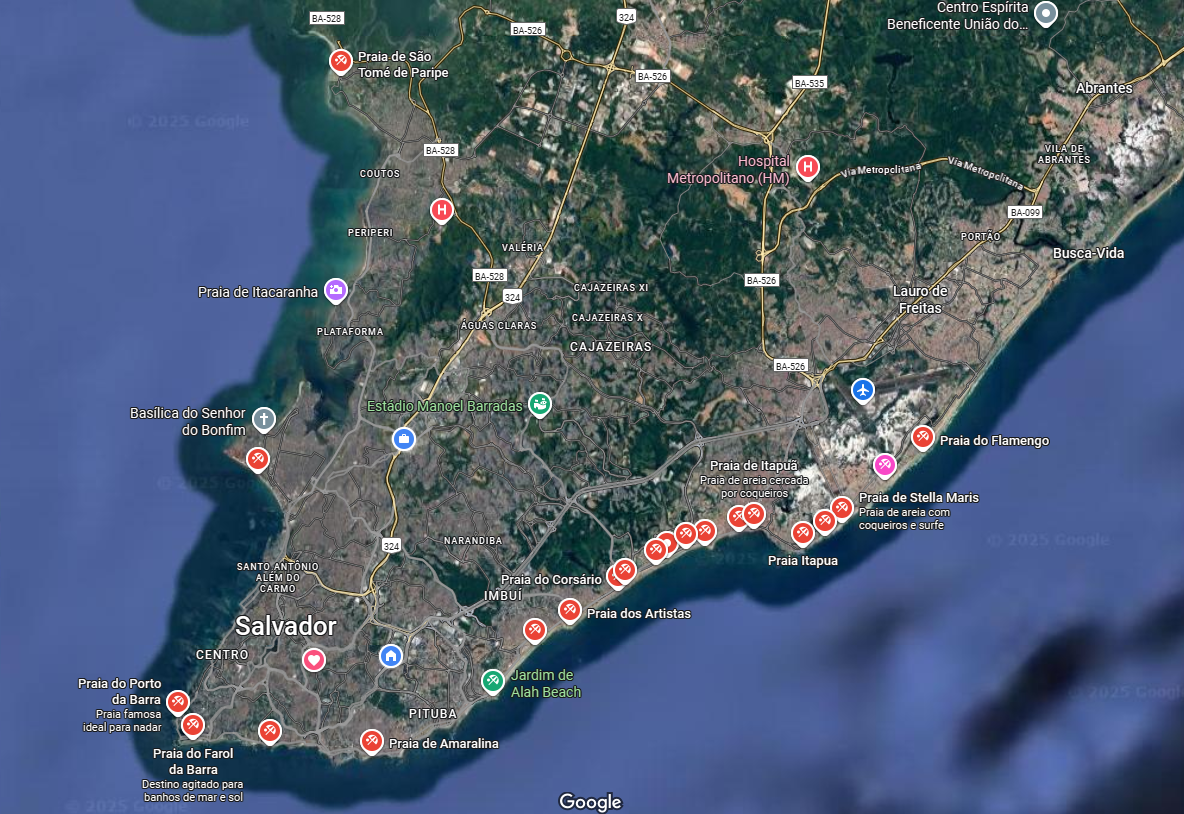 BA-528
BA-526
324
Centro Espírita
Beneficente União do...
Praia de São
Tomé de Paripe
BA-526
BA-535
Abrantes
© 2025 Google
BA-528
VILA DE
ABRANTES
Hospital
Metropolitano (HM)
Via Metropolitana
Via Metropolitana
COUTOS
BA-099
PERIPERI
VALÉRIA
PORTÃO
Busca-Vida
BA-528
BA-526
Praia de Itacaranha
324
CAJAZEIRAS XI
Lauro de
Freitas
PLATAFORMA
ÁGUAS CLARAS
CAJAZEIRAS X
CAJAZEIRAS
BA-526
Basílica do Senhor
do Bonfim
Estádio Manoel Barradas
Praia do Flamengo
Praia de Itapuã
Praia de areia cercada
por coqueiros
© 2025 Goo
Praia de Stella Maris
Praia de areia com
coqueiros e surfe
324
NARANDIBA
© 2025 Google
2025 Google
Praia Itapua
SANTO ANTÔNIO
ALÉM DO
CARMO
Praia do Corsário
IMBUÍ
Praia dos Artistas
Salvador
CENTRO
Jardim de
Alah Beach
Praia do Porto
da Barra
Praia famosa
ideal para nadar
© 2025 Google
PITUBA
Praia de Amaralina
Praia do Farol
da Barra
Destino agitado para
banhos de mar e sol
© 2025 Google
Google